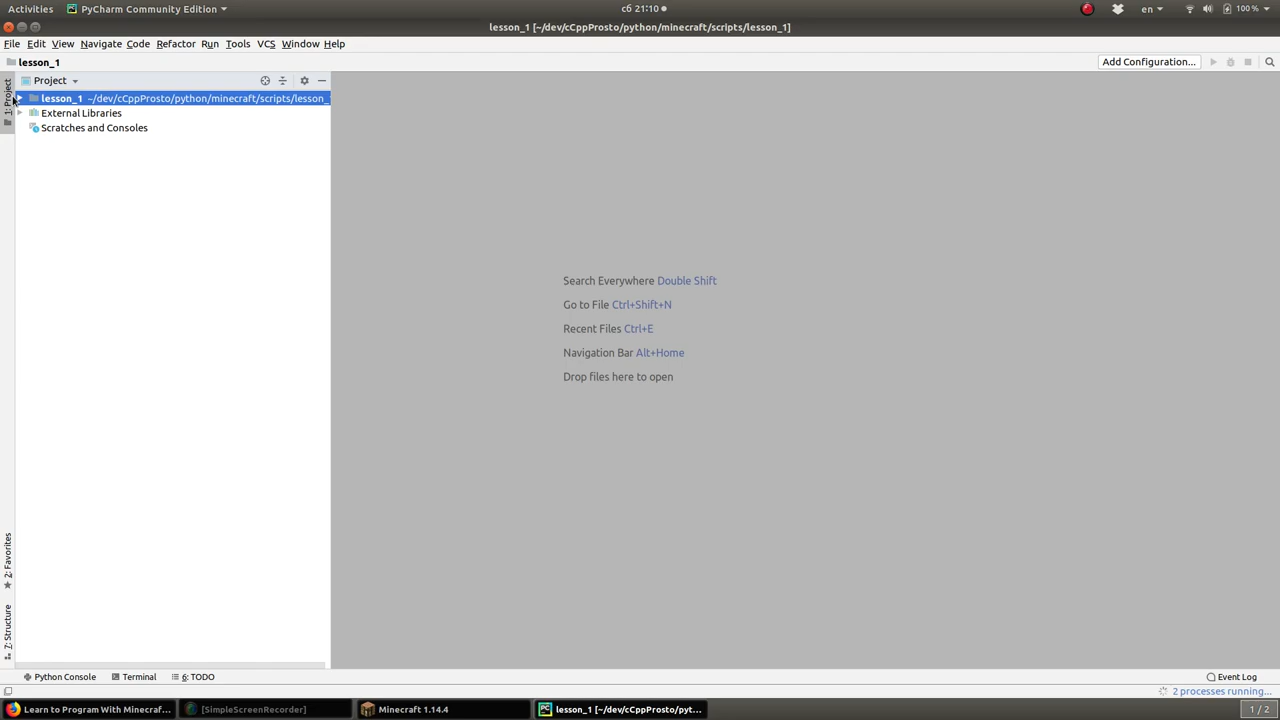 Activities PyCharm Community Edition сб 21:10 en 100 %
lesson_1 [~/dev/cCppProsto/python/minecraft/scripts/lesson_1]
File Edit View Navigate Code Refactor Run Tools VCS Window Help
lesson_1 Add Configuration...
Project
1: Project
lesson_1 ~/dev/cCppProsto/python/minecraft/scripts/lesson_
External Libraries
Scratches and Consoles
Search Everywhere Double Shift
Go to File Ctrl+Shift+N
Recent Files Ctrl+E
Navigation Bar Alt+Home
Drop files here to open
2: Favorites
7: Structure
Python Console Terminal 6: TODO Event Log
2 processes running...
Learn to Program With Minecraf... [SimpleScreenRecorder] Minecraft 1.14.4 lesson_1 [~/dev/cCppProsto/pyt... 1 / 2